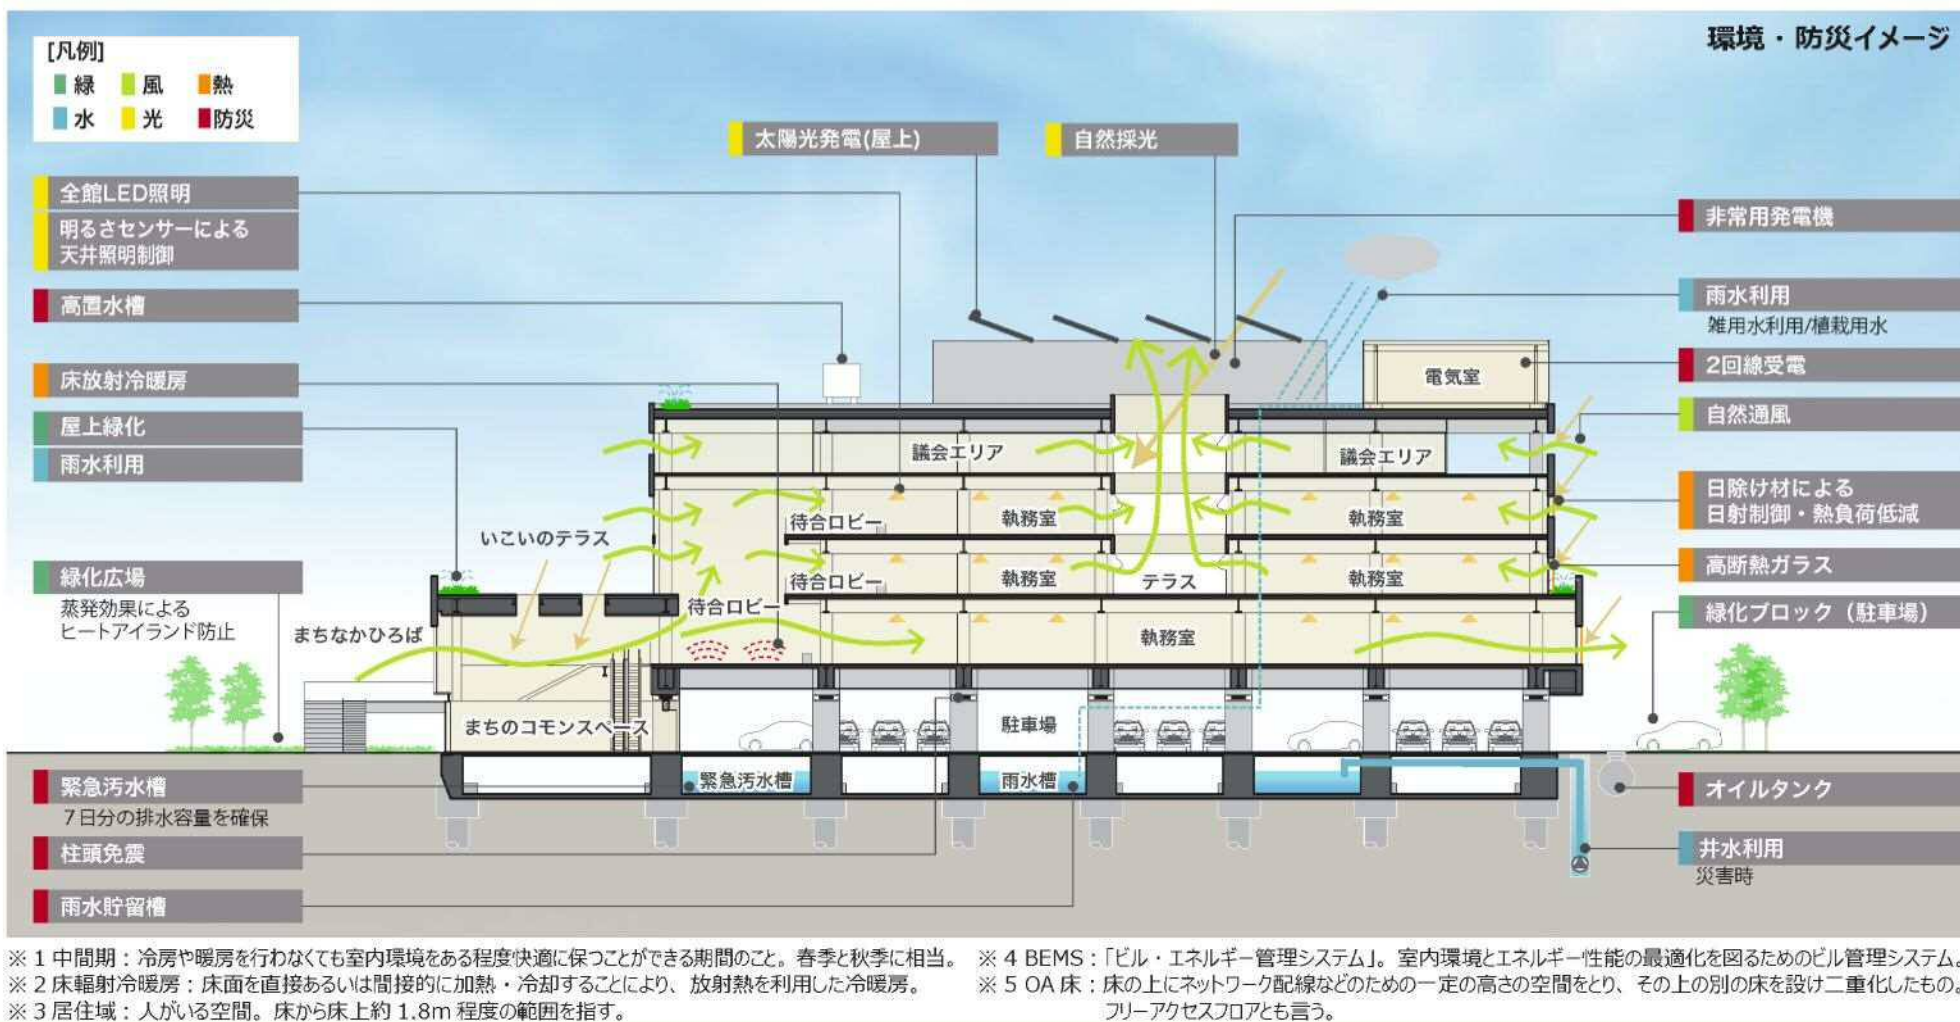 環境・防災イメージ
[凡例]
緑 風 熱
水 光 防災
太陽光発電(屋上)
自然採光
全館LED照明
明るさセンサーによる
天井照明制御
高置水槽
床放射冷暖房
屋上緑化
雨水利用
緑化広場
蒸発効果による
ヒートアイランド防止
緊急汚水槽
7日分の排水容量を確保
柱頭免震
雨水貯留槽
非常用発電機
雨水利用
雑用水利用/植栽用水
2回線受電
自然通風
日除け材による
日射制御・熱負荷低減
高断熱ガラス
緑化ブロック（駐車場）
オイルタンク
井水利用
災害時
電気室
議会エリア
議会エリア
待合ロビー
執務室
執務室
いこいのテラス
待合ロビー
執務室
テラス
執務室
待合ロビー
まちなかひろば
執務室
まちのコモンスペース
駐車場
緊急汚水槽
雨水槽
※1 中間期：冷房や暖房を行わなくても室内環境をある程度快適に保つことができる期間のこと。春季と秋季に相当。
※2 床輻射冷暖房：床面を直接あるいは間接的に加熱・冷却することにより、放射熱を利用した冷暖房。
※3 居住域：人がいる空間。床から床上約 1.8m 程度の範囲を指す。
※4 BEMS：「ビル・エネルギー管理システム」。室内環境とエネルギー性能の最適化を図るためのビル管理システム。
※5 OA 床：床の上にネットワーク配線などのための一定の高さの空間をとり、その上の別の床を設け二重化したもの。
フリーアクセスフロアとも言う。